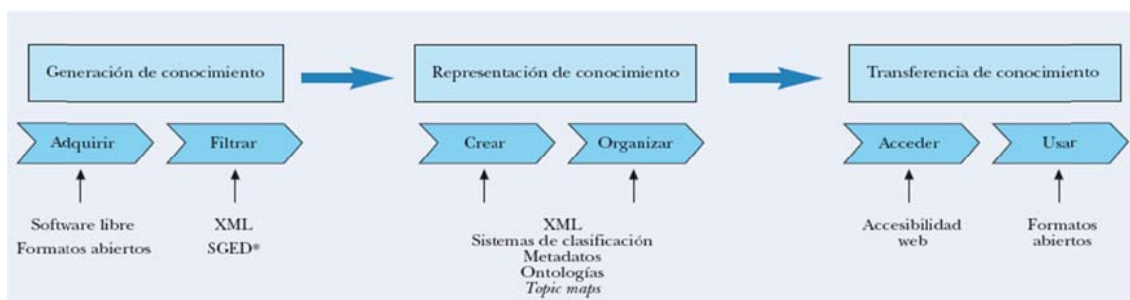 Generación de conocimiento
Representación de conocimiento
Transferencia de conocimiento
Adquirir
Filtrar
Crear
Organizar
Acceder
Usar
Software libre
Formatos abiertos
XML
SGED*
XML
Sistemas de clasificación
Metadatos
Ontologías
Topic maps
Accesibilidad
web
Formatos
abiertos